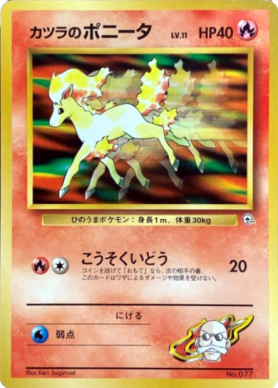 カツラのポニータ LV.11 HP40
ひのうまポケモン:身長1m、体重30kg
こうそくいどう 20
コインを投げて「おもて」なら、次の相手の番、
このカードはワザによるダメージや効果を受けない。
にげる
弱点
Illus. Ken Sugimori No.077